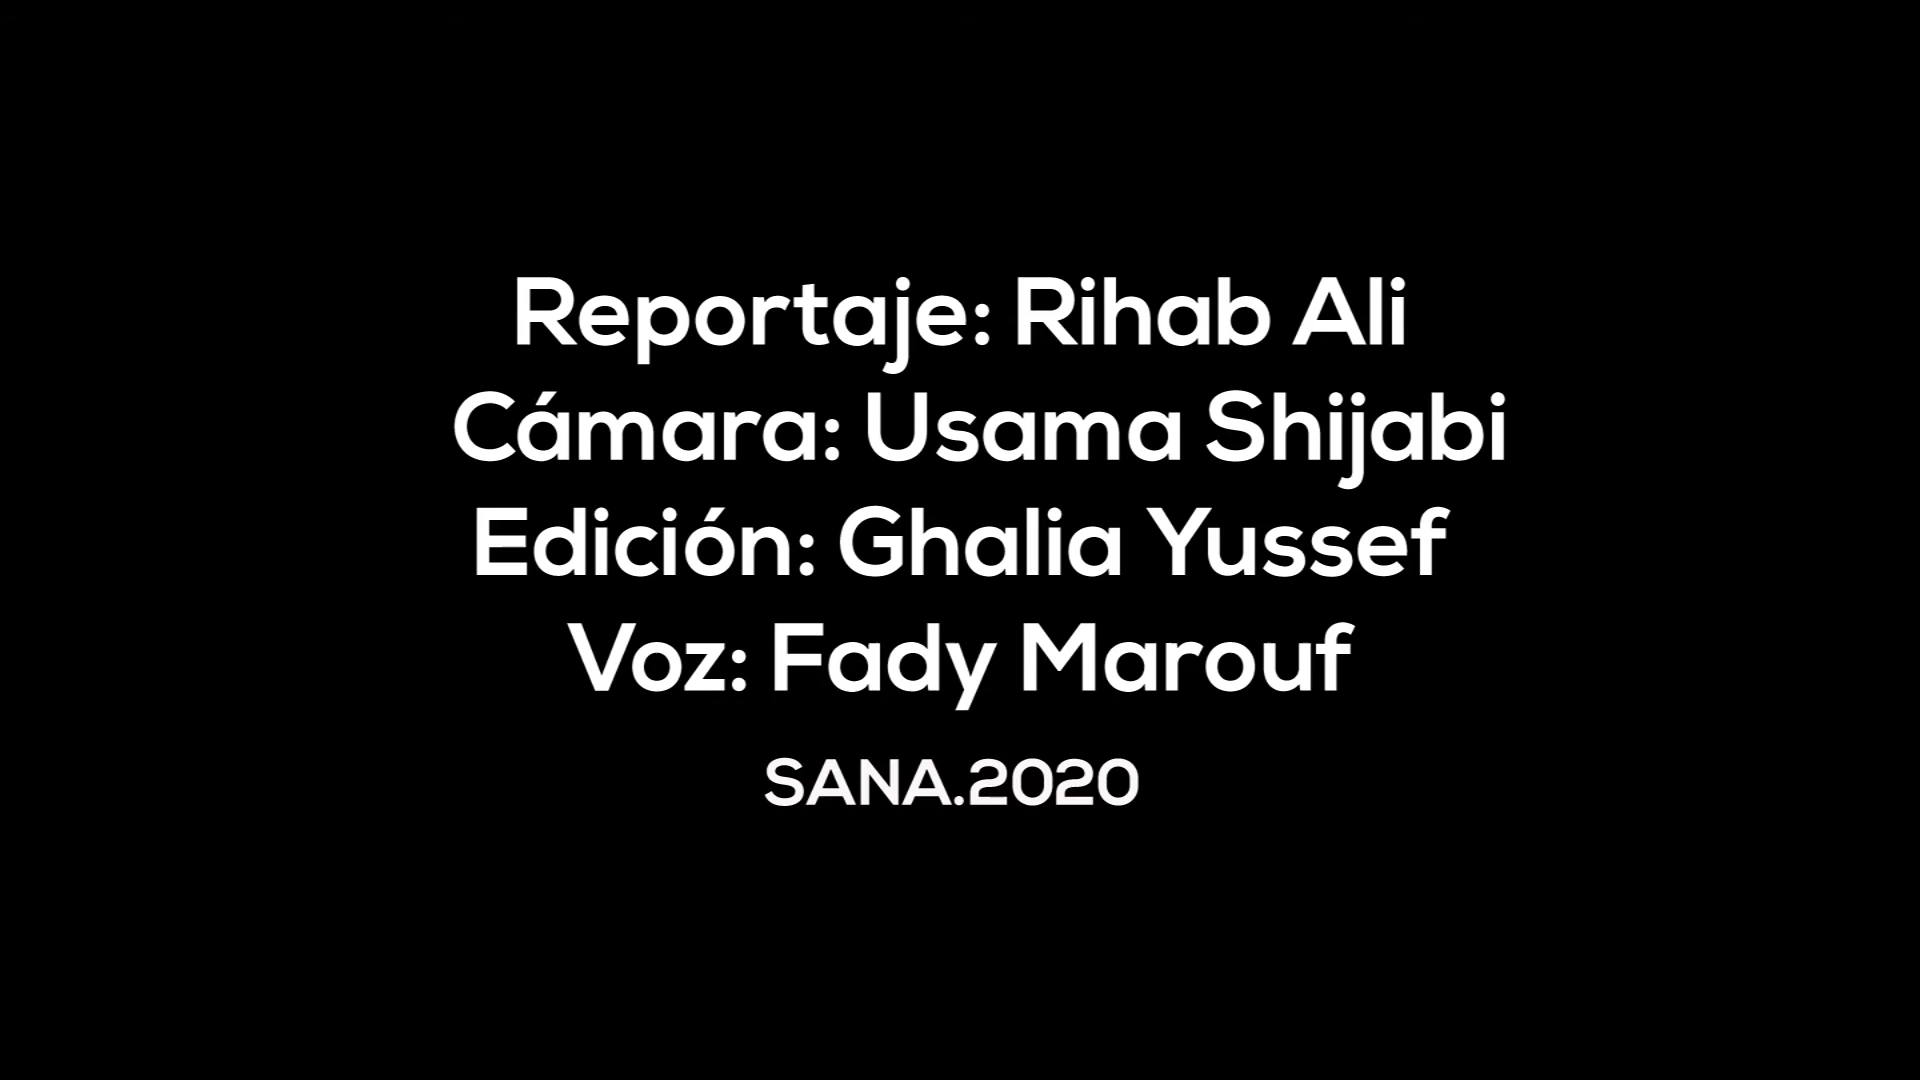 Reportaje: Rihab Ali
Cámara: Usama Shijabi
Edición: Ghalia Yussef
Voz: Fady Marouf
SANA.2020